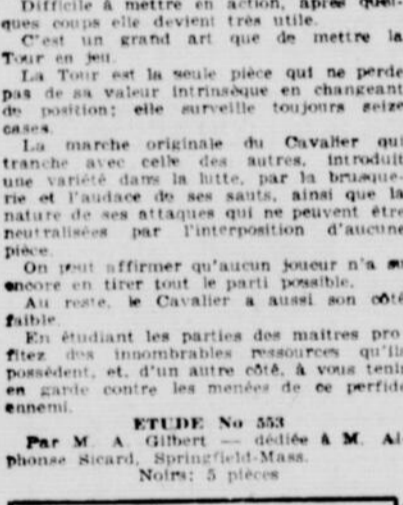 Difficile à mettre en action, après quel-
ques coups elle devient très utile.
C'est un grand art que de mettre la
Tour en jeu.
La Tour est la seule pièce qui ne perde
pas de sa valeur intrinsèque en changeant
de position; elle surveille toujours seize
cases.
La marche originale du Cavalier qui
tranche avec celle des autres, introduit
une variété dans la lutte, par la brusque-
rie et l'audace de ses sauts, ainsi que la
nature de ses attaques qui ne peuvent être
neutralisées par l'interposition d'aucune
pièce.
On peut affirmer qu'aucun joueur n'a su
encore en tirer tout le parti possible.
Au reste, le Cavalier a aussi son côté
faible.
En étudiant les parties des maîtres pro
fitez des innombrables ressources qu'ils
possèdent, et, d'un autre côté, à vous tenir
en garde contre les menées de ce perfide
ennemi.
ETUDE No 553
Par M. A. Gilbert — dédiée à M. Al-
phonse Sicard, Springfield-Mass.
Noirs: 5 pièces